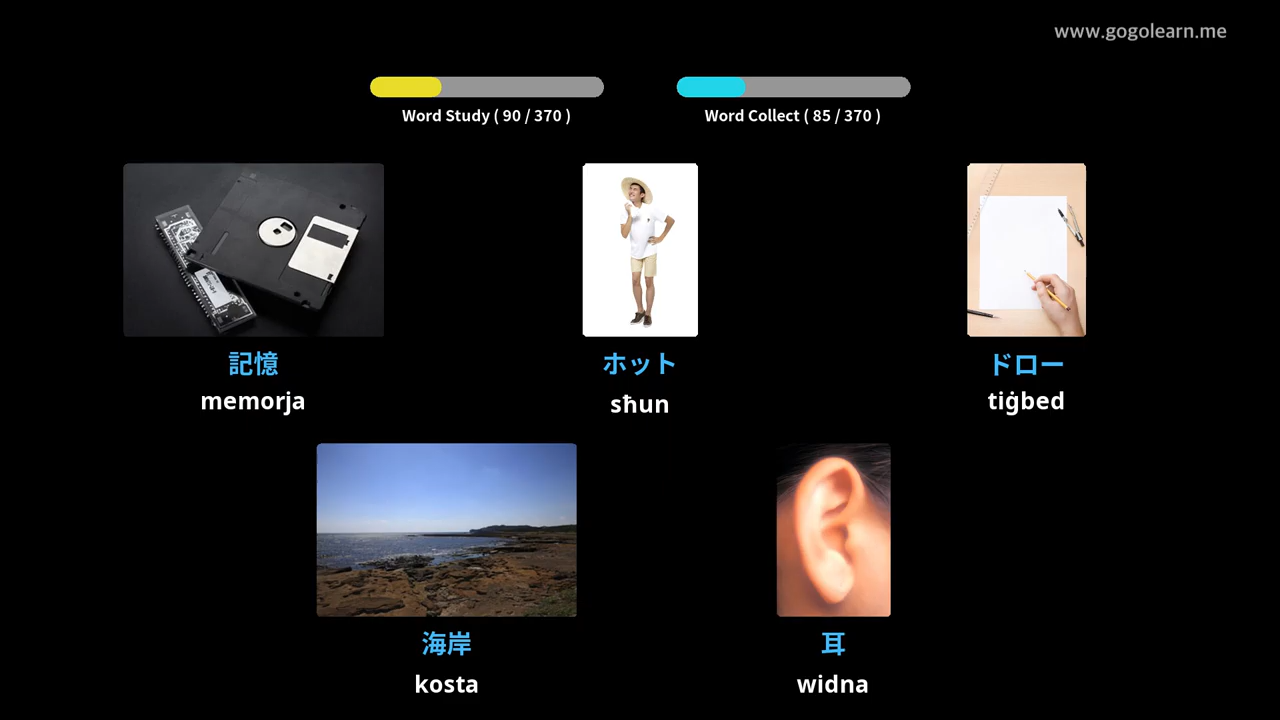 www.gogolearn.me
Word Study ( 90 / 370 )
Word Collect ( 85 / 370 )
記憶
memorja
ホット
sħun
ドロー
tiġbed
海岸
kosta
耳
widna